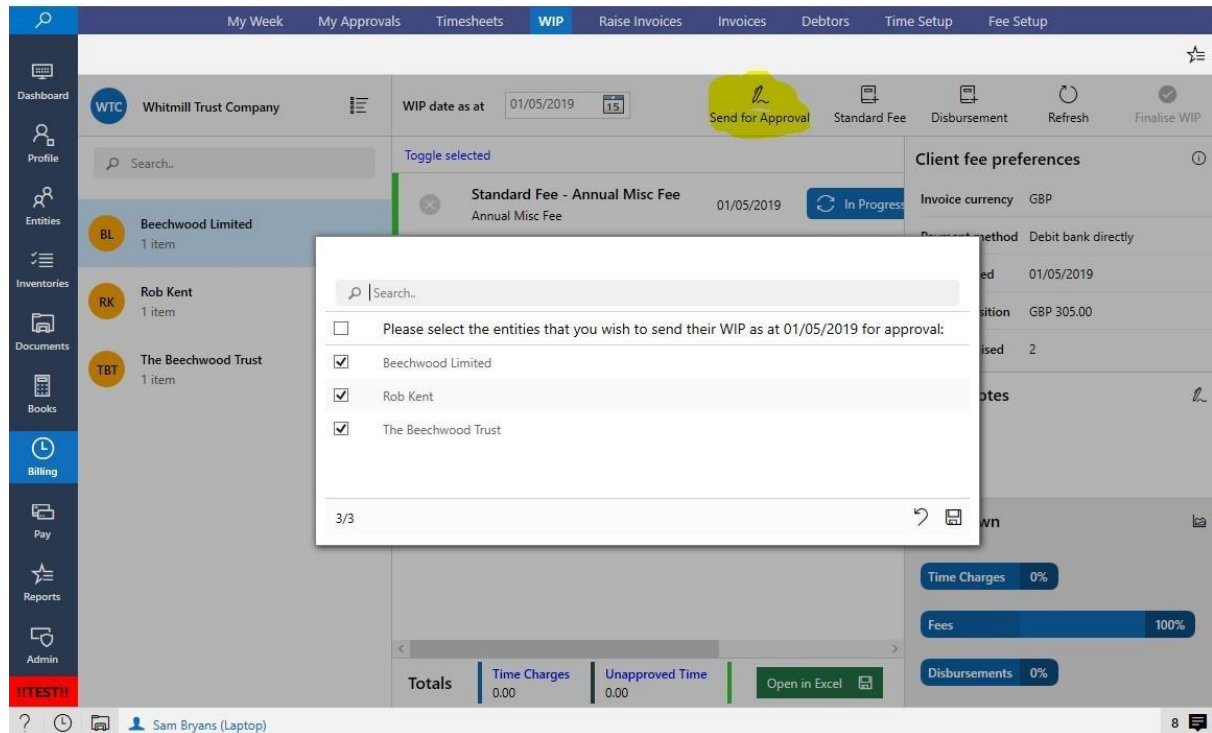 My Week My Approvals Timesheets WIP Raise Invoices Invoices Debtors Time Setup Fee Setup
Dashboard
Profile
Entities
Inventories
Documents
Books
Billing
Pay
Reports
Admin
!!TEST!!
WTC Whitmill Trust Company
Search..
BL Beechwood Limited
1 item
RK Rob Kent
1 item
TBT The Beechwood Trust
1 item
WIP date as at 01/05/2019 15
Send for Approval Standard Fee Disbursement Refresh Finalise WIP
Toggle selected
Standard Fee - Annual Misc Fee
Annual Misc Fee
01/05/2019 In Progress
Search..
Please select the entities that you wish to send their WIP as at 01/05/2019 for approval:
Beechwood Limited
Rob Kent
The Beechwood Trust
3/3
Client fee preferences
Invoice currency GBP
method Debit bank directly
ed 01/05/2019
sition GBP 305.00
ised 2
otes
wn
Time Charges 0%
Fees 100%
Disbursements 0%
Totals
Time Charges
0.00
Unapproved Time
0.00
Open in Excel
? Sam Bryans (Laptop) 8